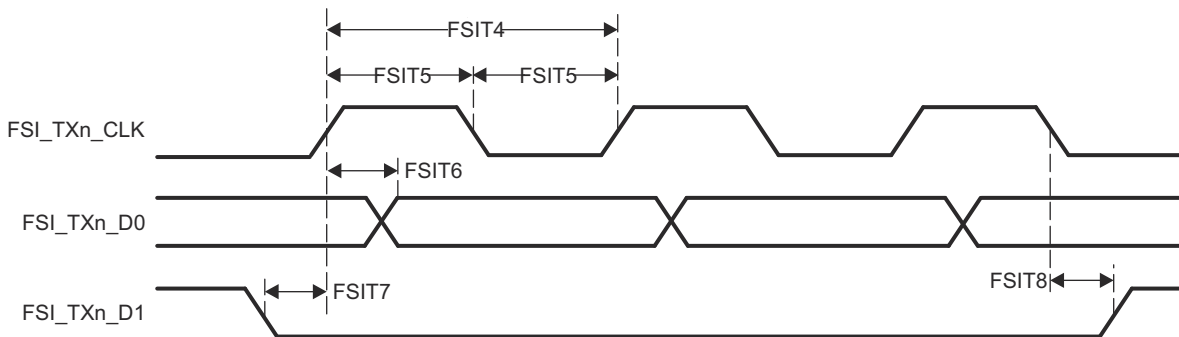 FSIT4
FSIT5 FSIT5
FSI_TXn_CLK
FSIT6
FSI_TXn_D0
FSIT7 FSIT8
FSI_TXn_D1